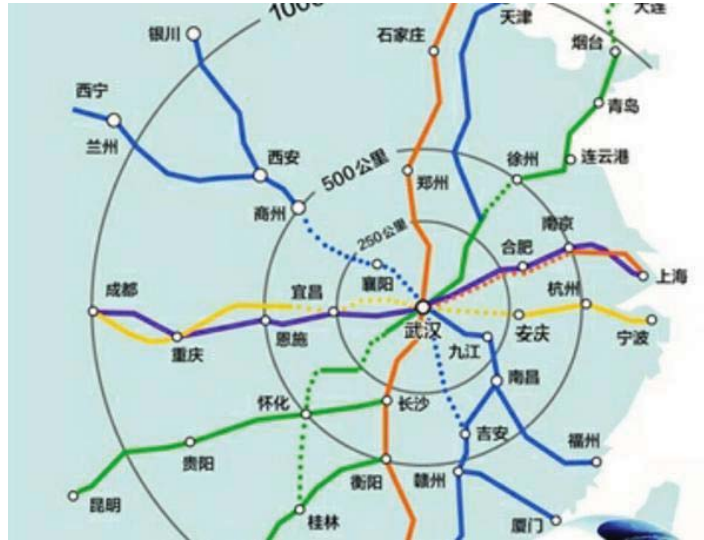 1000
天津
大连
银川
石家庄
烟台
西宁
青岛
兰州
西安
500公里
徐州
连云港
郑州
商州
南京
250公里
合肥
襄阳
上海
成都
宜昌
杭州
武汉
安庆
重庆
恩施
九江
宁波
南昌
怀化
长沙
吉安
福州
贵阳
衡阳
赣州
昆明
桂林
厦门